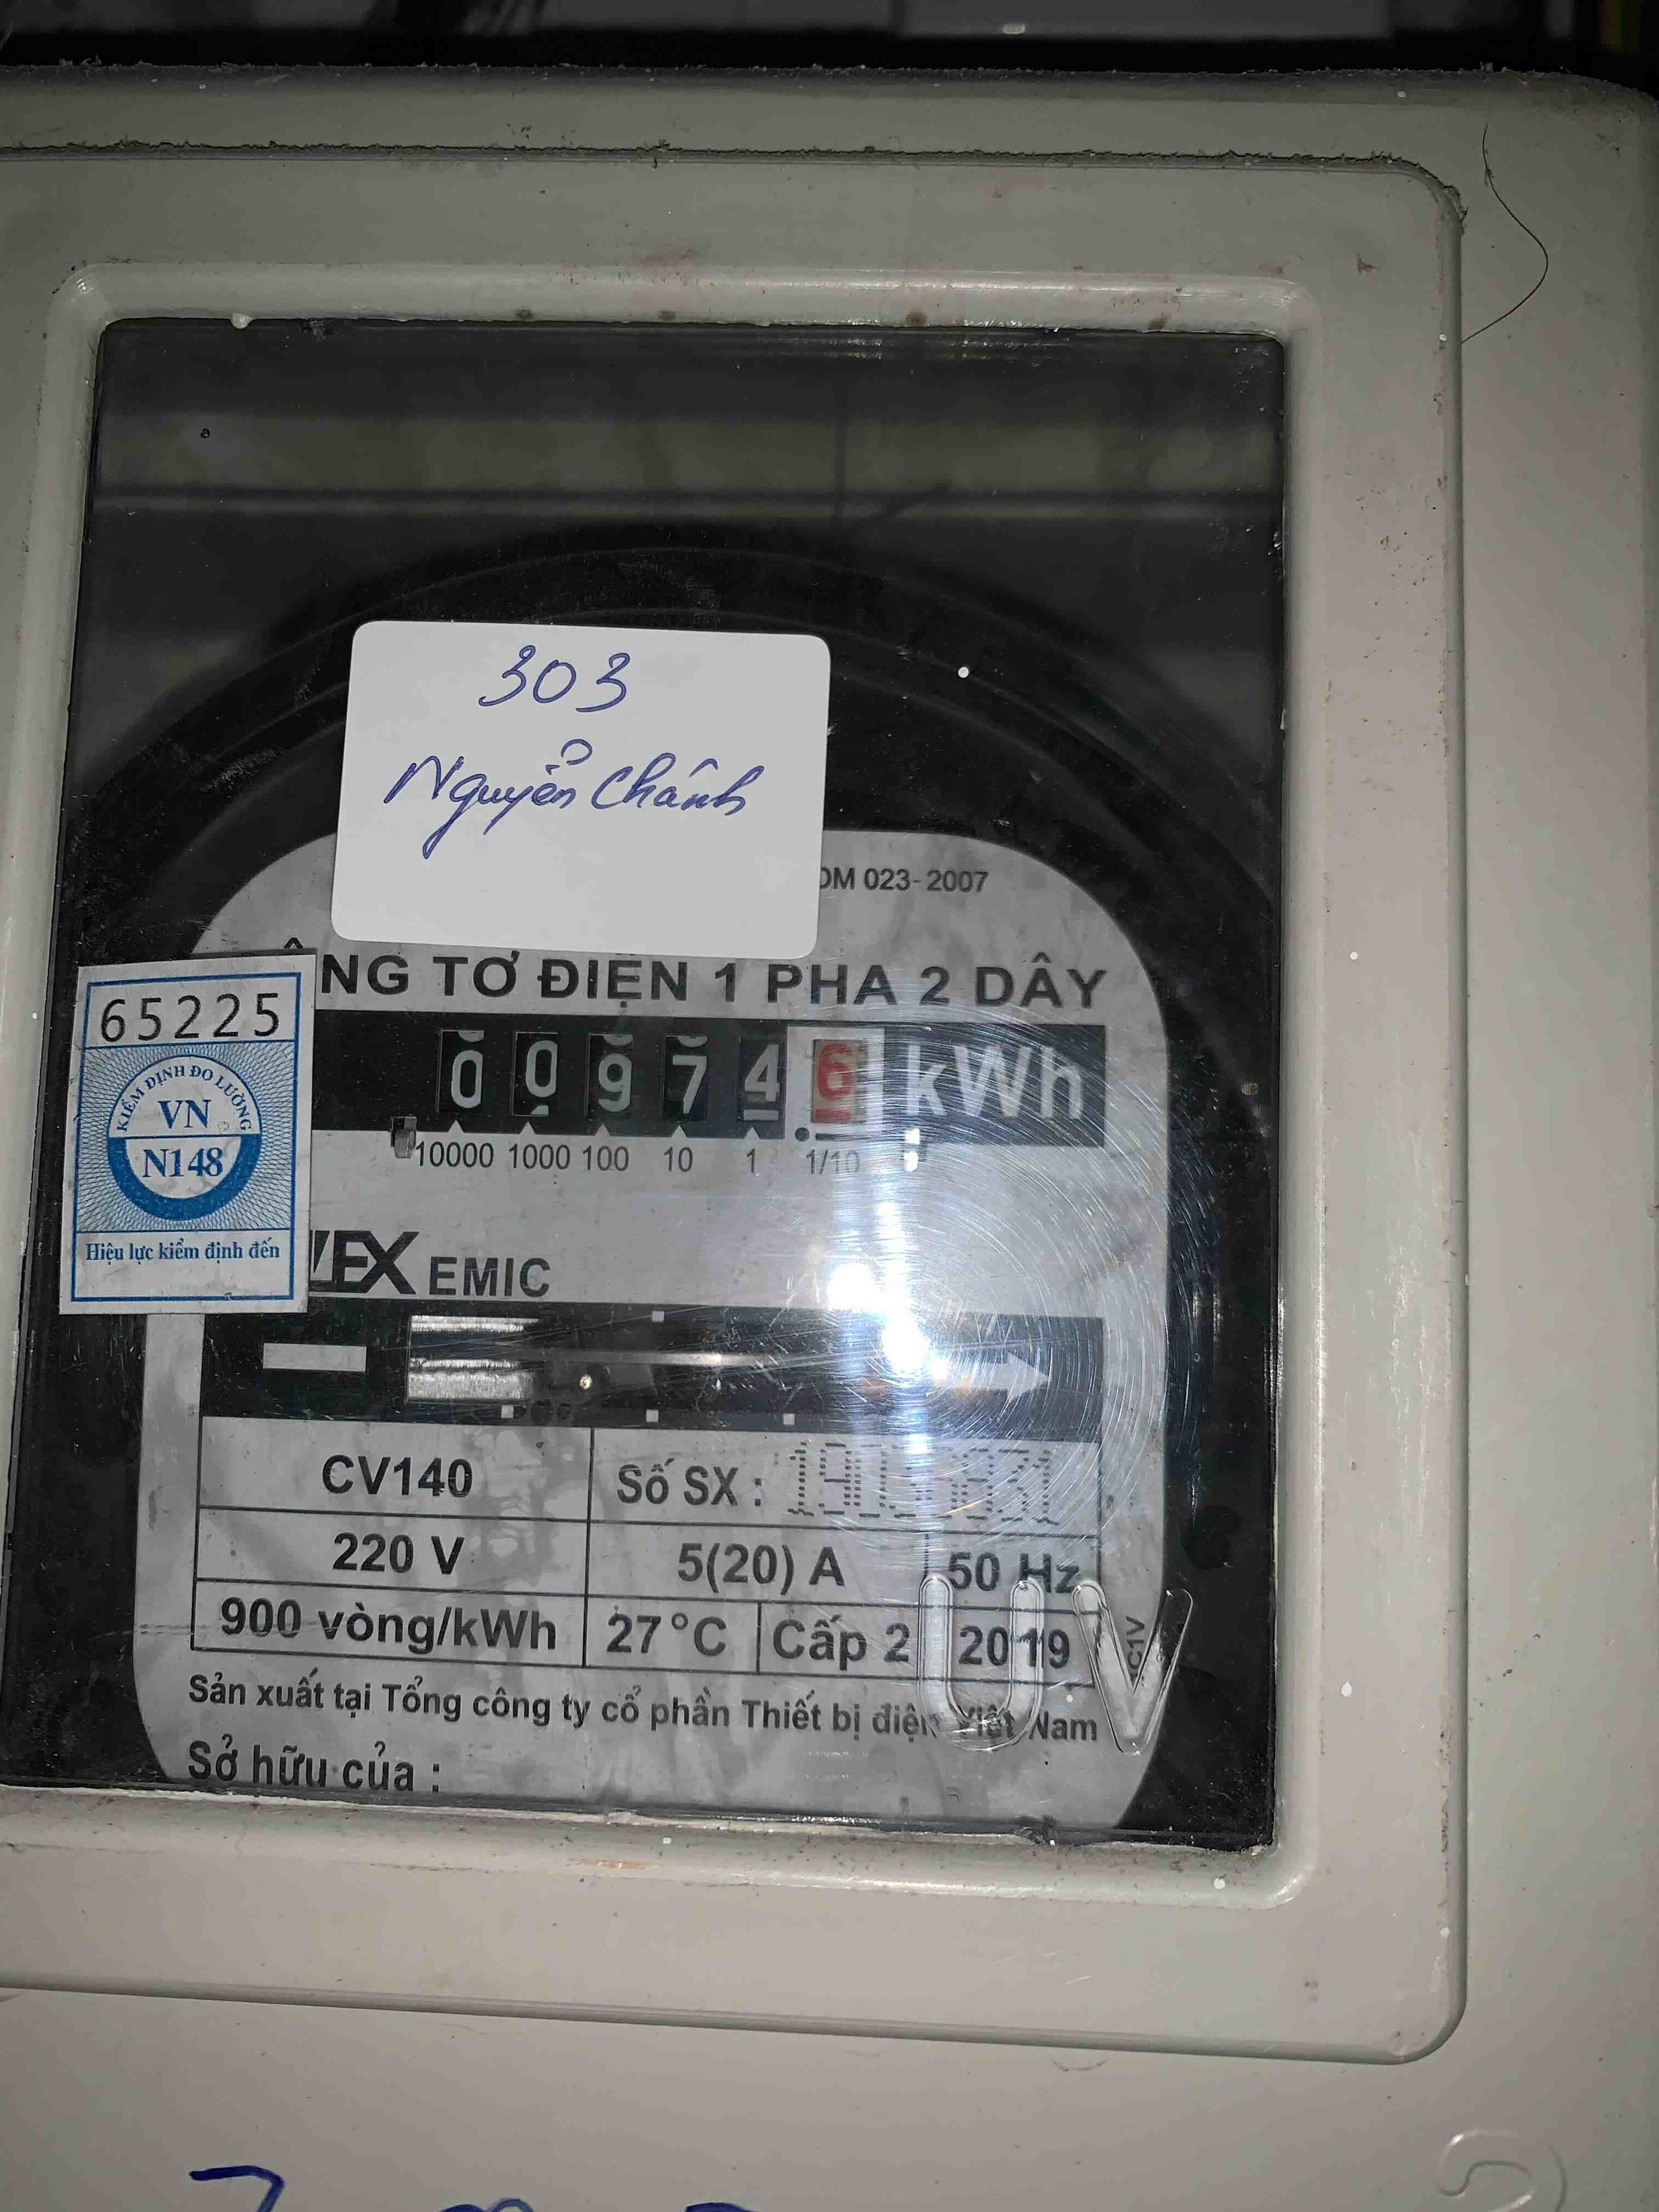 303
Nguyễn Chánh
ĐM 023-2007
NG TƠ ĐIỆN 1 PHA 2 DÂY
65225
KIỂM ĐỊNH ĐO LƯỜNG
VN
N148
Hiệu lực kiểm định đến
0 0 9 7 4 6 kWh
10000 1000 100 10 1 1/10
EMIC
CV140
Số SX :
220 V
5(20) A
50 Hz
900 vòng/kWh
27°C
Cấp 2
2019
UV
Sản xuất tại Tổng công ty cổ phần Thiết bị điện Việt Nam
Sở hữu của :